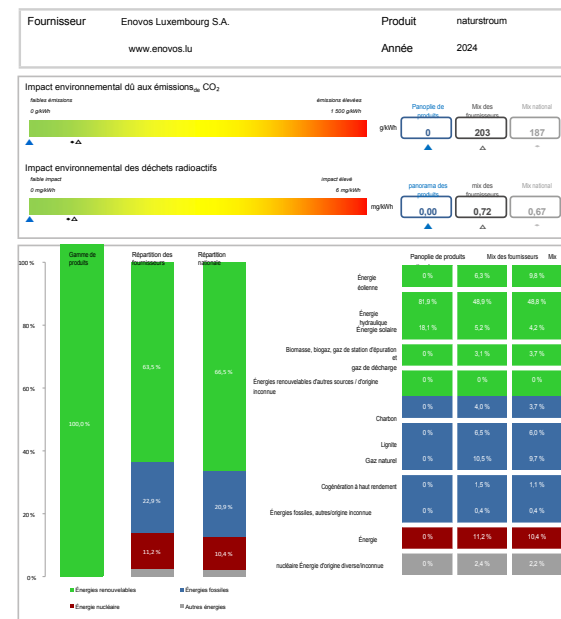 Fournisseur Enovos Luxembourg S.A. Produit naturstroum
www.enovos.lu Année 2024
Impact environnemental dû aux émissions de CO₂
faibles émissions émissions élevées
0 g/kWh 1 500 g/kWh
g/kWh
Panoplie de produits Mix des fournisseurs Mix national
0 203 187
Impact environnemental des déchets radioactifs
faible impact impact élevé
0 mg/kWh 6 mg/kWh
mg/kWh
panorama des produits mix des fournisseurs Mix national
0,00 0,72 0,67
Gamme de produits Répartition des fournisseurs Répartition nationale
100 %
80 %
60 %
40 %
20 %
0 %
100,0 %
63,5 % 66,5 %
22,9 % 20,9 %
11,2 % 10,4 %
Énergies renouvelables Énergies fossiles
Énergie nucléaire Autres énergies
Panoplie de produits Mix des fournisseurs Mix
Énergie
éolienne
0 % 6,3 % 9,8 %
81,9 % 48,9 % 48,8 %
Énergie
hydraulique
Énergie solaire
18,1 % 5,2 % 4,2 %
Biomasse, biogaz, gaz de station d'épuration
et
gaz de décharge
0 % 3,1 % 3,7 %
Énergies renouvelables d'autres sources / d'origine
inconnue
0 % 0 % 0 %
0 % 4,0 % 3,7 %
Charbon
0 % 6,5 % 6,0 %
Lignite
Gaz naturel
0 % 10,5 % 9,7 %
Cogénération à haut rendement
0 % 1,5 % 1,1 %
Énergies fossiles, autres/origine inconnue
0 % 0,4 % 0,4 %
Énergie
0 % 11,2 % 10,4 %
nucléaire Énergie d'origine diverse/inconnue
0 % 2,4 % 2,2 %